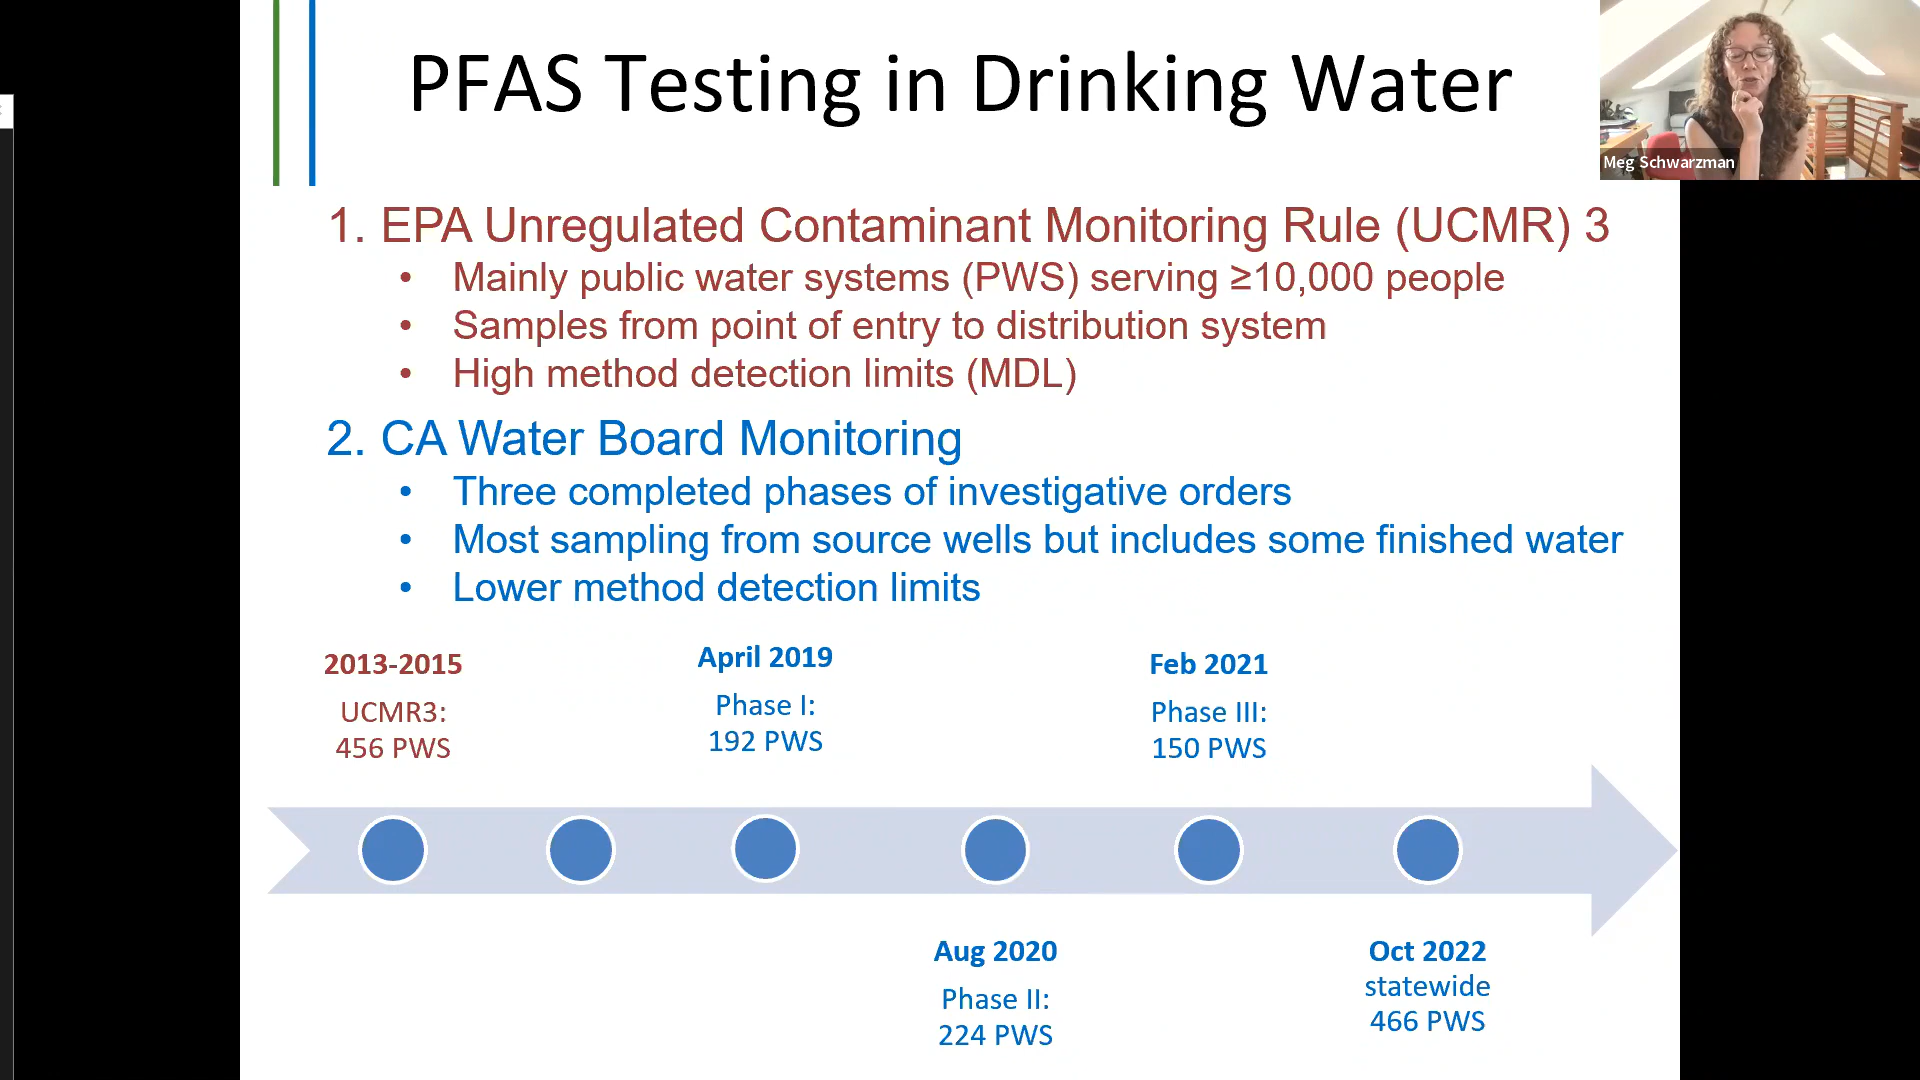 PFAS Testing in Drinking Water
Meg Schwarzman
1. EPA Unregulated Contaminant Monitoring Rule (UCMR) 3
• Mainly public water systems (PWS) serving ≥10,000 people
• Samples from point of entry to distribution system
• High method detection limits (MDL)
2. CA Water Board Monitoring
• Three completed phases of investigative orders
• Most sampling from source wells but includes some finished water
• Lower method detection limits
2013-2015
UCMR3:
456 PWS
April 2019
Phase I:
192 PWS
Feb 2021
Phase III:
150 PWS
Aug 2020
Phase II:
224 PWS
Oct 2022
statewide
466 PWS